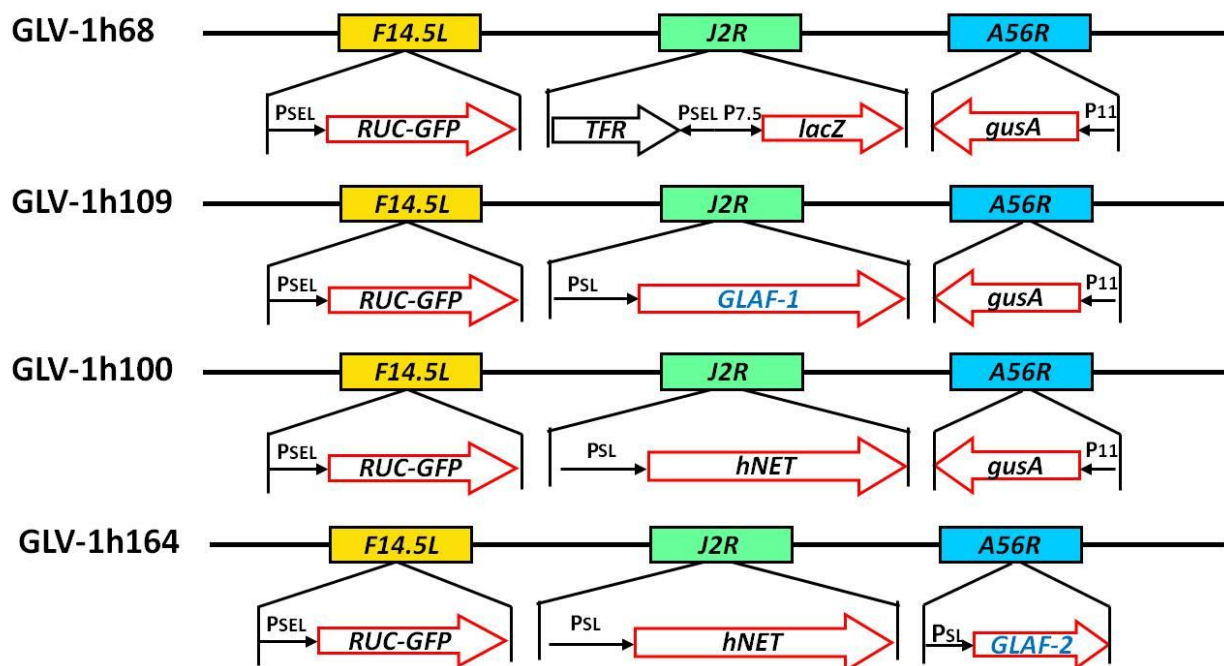 GLV-1h68 F14.5L J2R A56R
PSEL RUC-GFP TFR PSEL P7.5 lacZ gusA P11
GLV-1h109 F14.5L J2R A56R
PSEL RUC-GFP PSL GLAF-1 gusA P11
GLV-1h100 F14.5L J2R A56R
PSEL RUC-GFP PSL hNET gusA P11
GLV-1h164 F14.5L J2R A56R
PSEL RUC-GFP PSL hNET PSL GLAF-2